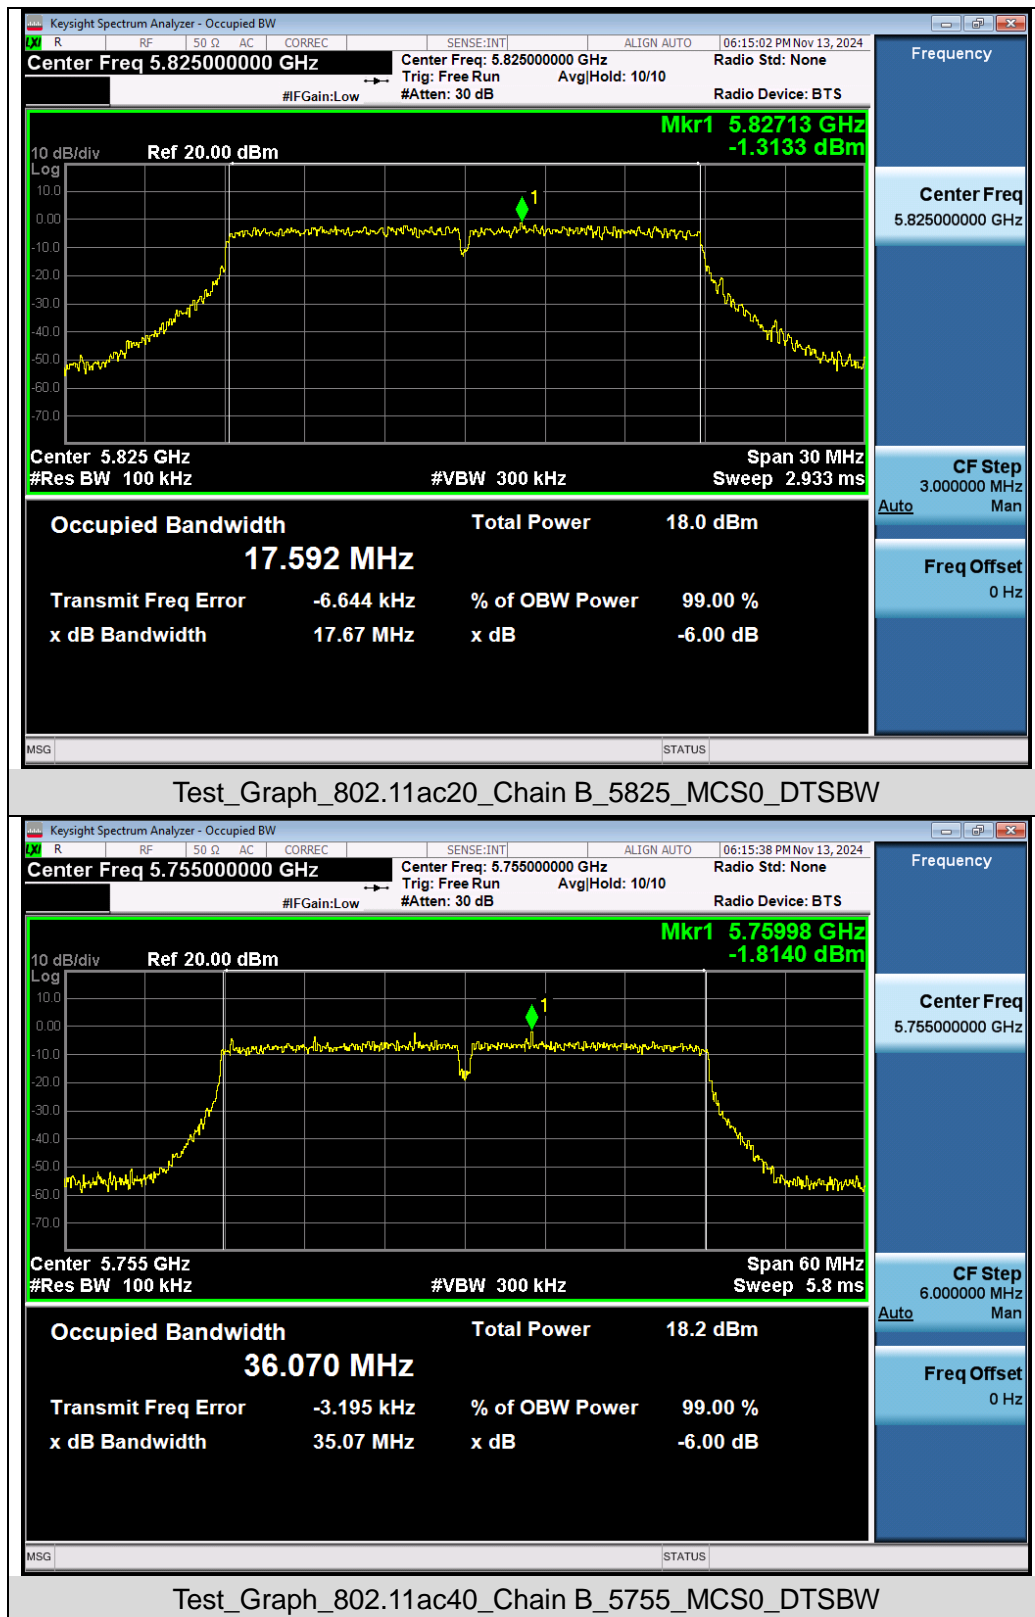 Keysight Spectrum Analyzer - Occupied BW
LXI R RF 50 Ω AC CORREC SENSE:INT ALIGN AUTO 06:15:02 PM Nov 13, 2024
Center Freq 5.825000000 GHz
Center Freq: 5.825000000 GHz Radio Std: None
Trig: Free Run Avg|Hold: 10/10
#IFGain:Low #Atten: 30 dB Radio Device: BTS
Frequency
Mkr1 5.82713 GHz
-1.3133 dBm
10 dB/div Ref 20.00 dBm
Log
10.0
0.00
-10.0
-20.0
-30.0
-40.0
-50.0
-60.0
-70.0
1
Center Freq
5.825000000 GHz
Center 5.825 GHz Span 30 MHz
#Res BW 100 kHz #VBW 300 kHz Sweep 2.933 ms
CF Step
3.000000 MHz
Auto Man
Freq Offset
0 Hz
Occupied Bandwidth Total Power 18.0 dBm
17.592 MHz
Transmit Freq Error -6.644 kHz % of OBW Power 99.00 %
x dB Bandwidth 17.67 MHz x dB -6.00 dB
MSG STATUS
Test_Graph_802.11ac20_Chain B_5825_MCS0_DTSBW
Keysight Spectrum Analyzer - Occupied BW
LXI R RF 50 Ω AC CORREC SENSE:INT ALIGN AUTO 06:15:38 PM Nov 13, 2024
Center Freq 5.755000000 GHz
Center Freq: 5.755000000 GHz Radio Std: None
Trig: Free Run Avg|Hold: 10/10
#IFGain:Low #Atten: 30 dB Radio Device: BTS
Frequency
Mkr1 5.75998 GHz
-1.8140 dBm
10 dB/div Ref 20.00 dBm
Log
10.0
0.00
-10.0
-20.0
-30.0
-40.0
-50.0
-60.0
-70.0
1
Center Freq
5.755000000 GHz
Center 5.755 GHz Span 60 MHz
#Res BW 100 kHz #VBW 300 kHz Sweep 5.8 ms
CF Step
6.000000 MHz
Auto Man
Freq Offset
0 Hz
Occupied Bandwidth Total Power 18.2 dBm
36.070 MHz
Transmit Freq Error -3.195 kHz % of OBW Power 99.00 %
x dB Bandwidth 35.07 MHz x dB -6.00 dB
MSG STATUS
Test_Graph_802.11ac40_Chain B_5755_MCS0_DTSBW